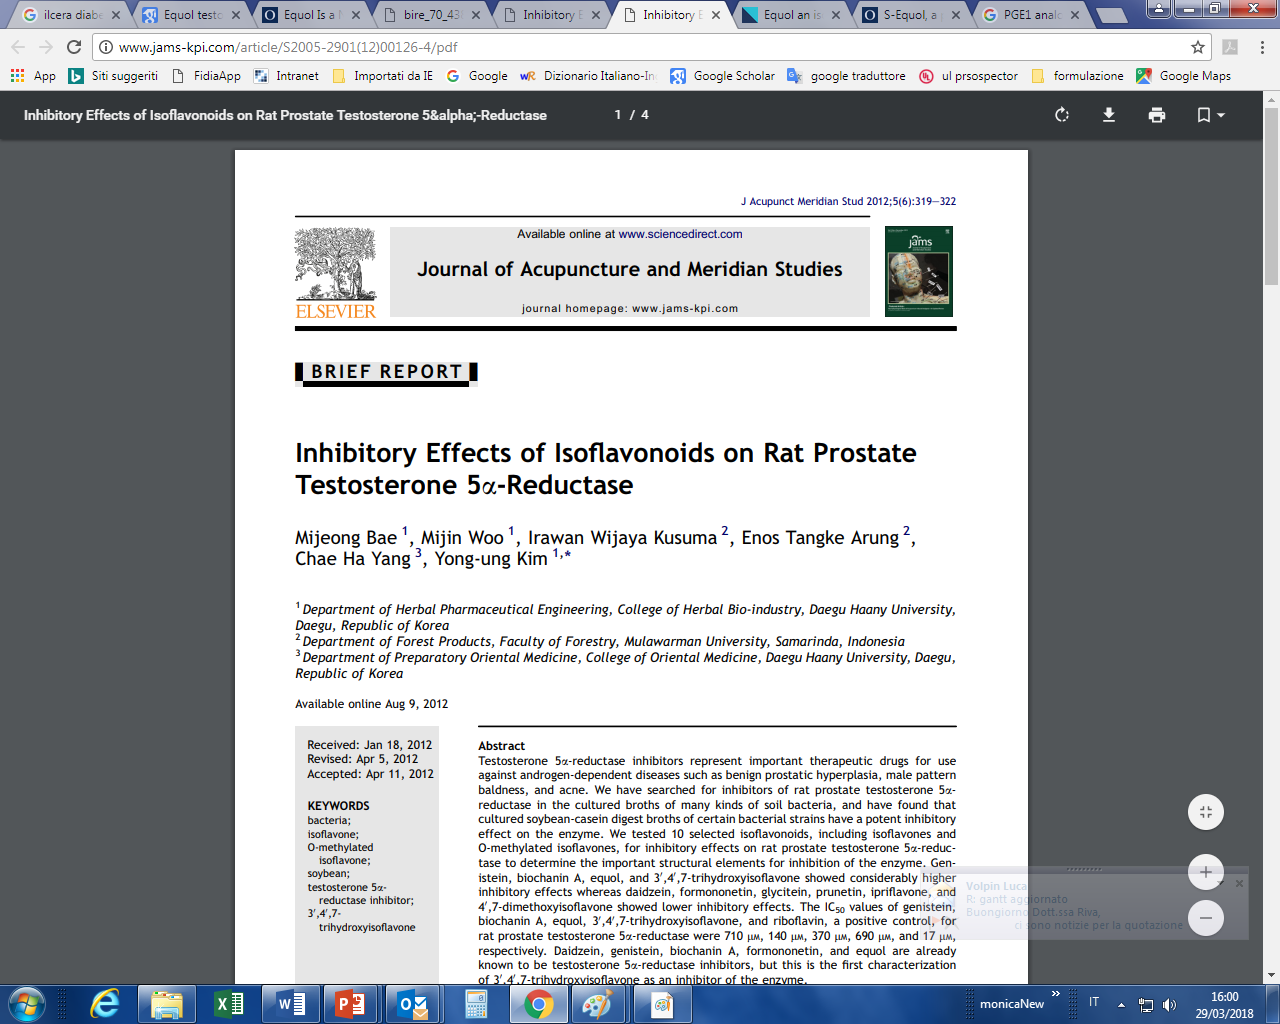 ilcera diabe
Equol testo
Equol Is a N
bire_70_43
Inhibitory E
Inhibitory E
Equol an is
S-Equol, a
PGE1 analo
www.jams-kpi.com/article/S2005-2901(12)00126-4/pdf
App
Siti suggeriti
FidiaApp
Intranet
Importati da IE
Google
Dizionario Italiano-In
Google Scholar
google traduttore
ul prsospector
formulazione
Google Maps
Inhibitory Effects of Isoflavonoids on Rat Prostate Testosterone 5&alpha;-Reductase
1 / 4
J Acupunct Meridian Stud 2012;5(6):319–322
Available online at www.sciencedirect.com
Journal of Acupuncture and Meridian Studies
journal homepage: www.jams-kpi.com
ELSEVIER
jams
BRIEF REPORT
Inhibitory Effects of Isoflavonoids on Rat Prostate
Testosterone 5α-Reductase
Mijeong Bae 1, Mijin Woo 1, Irawan Wijaya Kusuma 2, Enos Tangke Arung 2,
Chae Ha Yang 3, Yong-ung Kim 1,*
1 Department of Herbal Pharmaceutical Engineering, College of Herbal Bio-industry, Daegu Haany University,
Daegu, Republic of Korea
2 Department of Forest Products, Faculty of Forestry, Mulawarman University, Samarinda, Indonesia
3 Department of Preparatory Oriental Medicine, College of Oriental Medicine, Daegu Haany University, Daegu,
Republic of Korea
Available online Aug 9, 2012
Received: Jan 18, 2012
Revised: Apr 5, 2012
Accepted: Apr 11, 2012
KEYWORDS
bacteria;
isoflavone;
O-methylated
isoflavone;
soybean;
testosterone 5α-
reductase inhibitor;
3′,4′,7-
trihydroxyisoflavone
Abstract
Testosterone 5α-reductase inhibitors represent important therapeutic drugs for use
against androgen-dependent diseases such as benign prostatic hyperplasia, male pattern
baldness, and acne. We have searched for inhibitors of rat prostate testosterone 5α-
reductase in the cultured broths of many kinds of soil bacteria, and have found that
cultured soybean-casein digest broths of certain bacterial strains have a potent inhibitory
effect on the enzyme. We tested 10 selected isoflavonoids, including isoflavones and
O-methylated isoflavones, for inhibitory effects on rat prostate testosterone 5α-reduc-
tase to determine the important structural elements for inhibition of the enzyme. Gen-
istein, biochanin A, equol, and 3′,4′,7-trihydroxyisoflavone showed considerably higher
inhibitory effects whereas daidzein, formononetin, glycitein, prunetin, ipriflavone, and
4′,7-dimethoxyisoflavone showed lower inhibitory effects. The IC50 values of genistein,
biochanin A, equol, 3′,4′,7-trihydroxyisoflavone, and riboflavin, a positive control, for
rat prostate testosterone 5α-reductase were 710 μM, 140 μM, 370 μM, 690 μM, and 17 μM,
respectively. Daidzein, genistein, biochanin A, formononetin, and equol are already
known to be testosterone 5α-reductase inhibitors, but this is the first characterization
of 3′,4′,7-trihydroxyisoflavone as an inhibitor of the enzyme.
Volpin Luca
R: gantt aggiornato
Buongiorno Dott.ssa Riva,
ci sono notizie per la quotazione
monicaNew
IT
16:00
29/03/2018